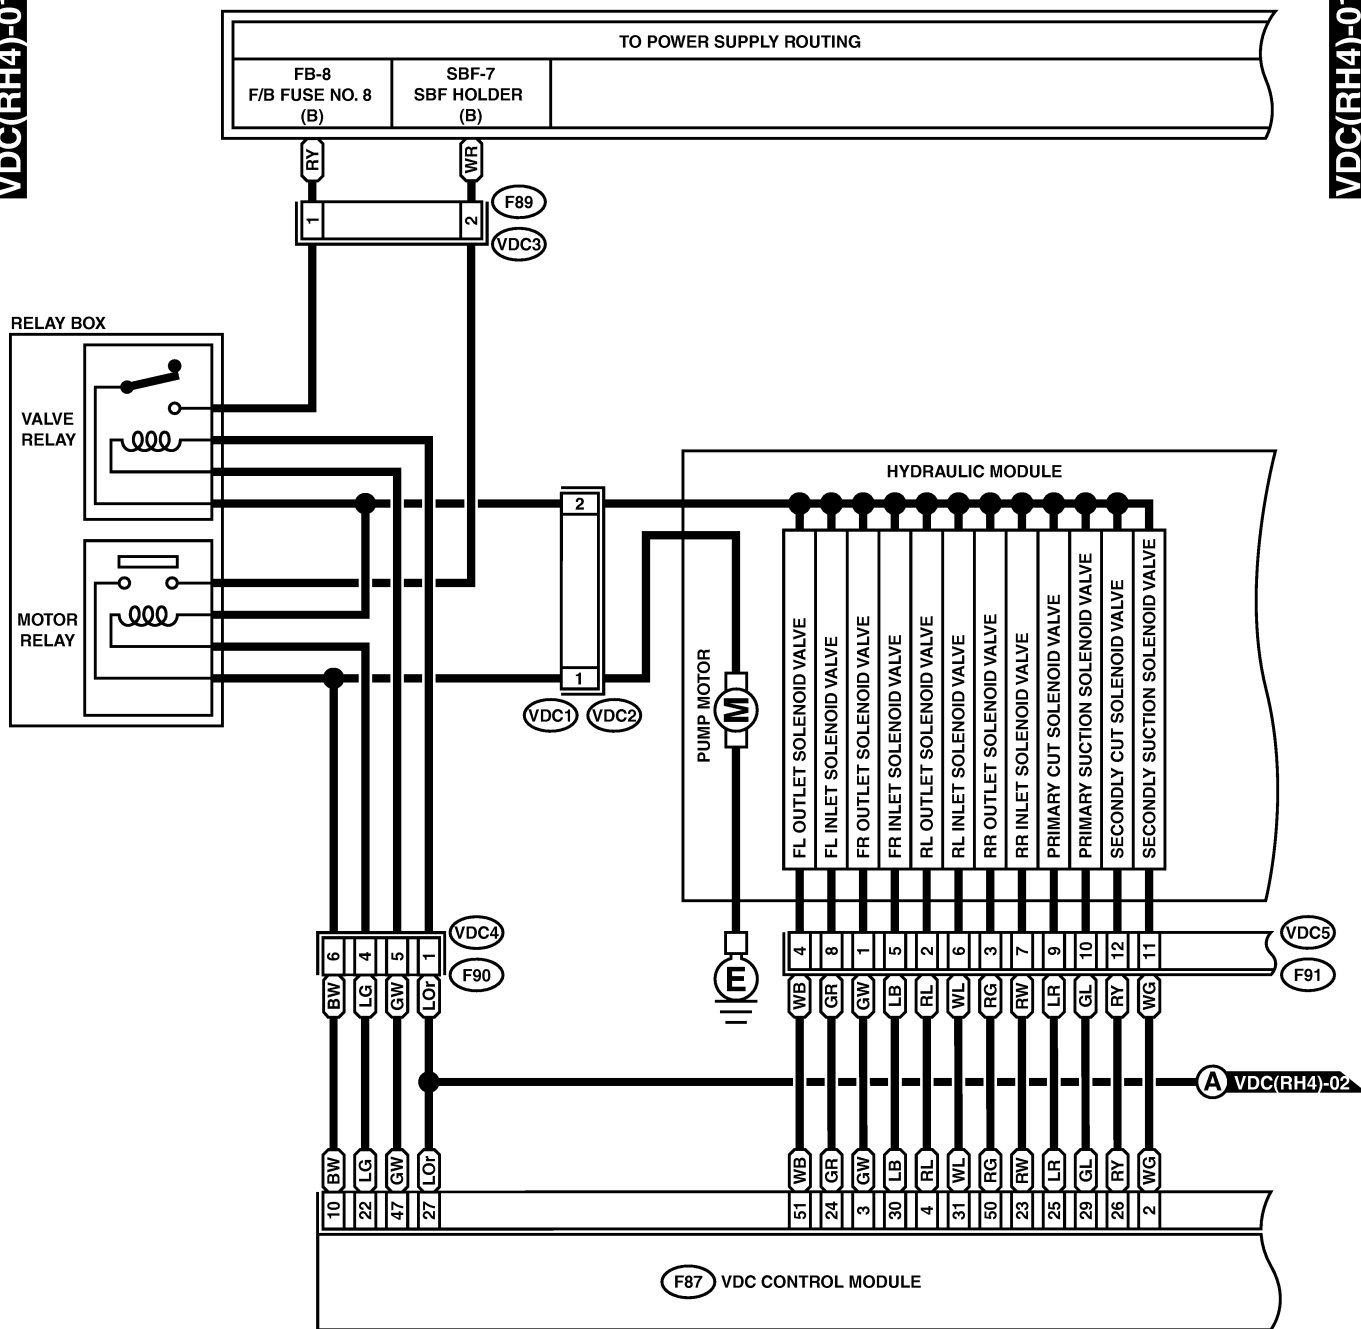 VDC(RH4)-01
VDC(RH4)-01
TO POWER SUPPLY ROUTING
FB-8
F/B FUSE NO. 8
(B)
SBF-7
SBF HOLDER
(B)
RY
WR
1
2
F89
VDC3
RELAY BOX
VALVE
RELAY
MOTOR
RELAY
2
1
VDC1
VDC2
HYDRAULIC MODULE
PUMP MOTOR
M
E
FL OUTLET SOLENOID VALVE
FL INLET SOLENOID VALVE
FR OUTLET SOLENOID VALVE
FR INLET SOLENOID VALVE
RL OUTLET SOLENOID VALVE
RL INLET SOLENOID VALVE
RR OUTLET SOLENOID VALVE
RR INLET SOLENOID VALVE
PRIMARY CUT SOLENOID VALVE
PRIMARY SUCTION SOLENOID VALVE
SECONDLY CUT SOLENOID VALVE
SECONDLY SUCTION SOLENOID VALVE
6 4 5 1
VDC4
F90
BW LG GW LOr
4 8 1 5 2 6 3 7 9 10 12 11
VDC5
F91
WB GR GW LB RL WL RG RW LR GL RY WG
A VDC(RH4)-02
BW LG GW LOr
WB GR GW LB RL WL RG RW LR GL RY WG
10 22 47 27
51 24 3 30 4 31 50 23 25 29 26 2
F87 VDC CONTROL MODULE